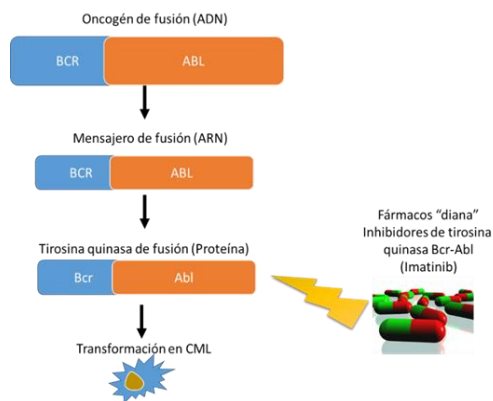 Oncogén de fusión (ADN)
BCR
ABL
Mensajero de fusión (ARN)
BCR
ABL
Tirosina quinasa de fusión (Proteína)
Bcr
Abl
Transformación en CML
Fármacos “diana”
Inhibidores de tirosina
quinasa Bcr-Abl
(Imatinib)